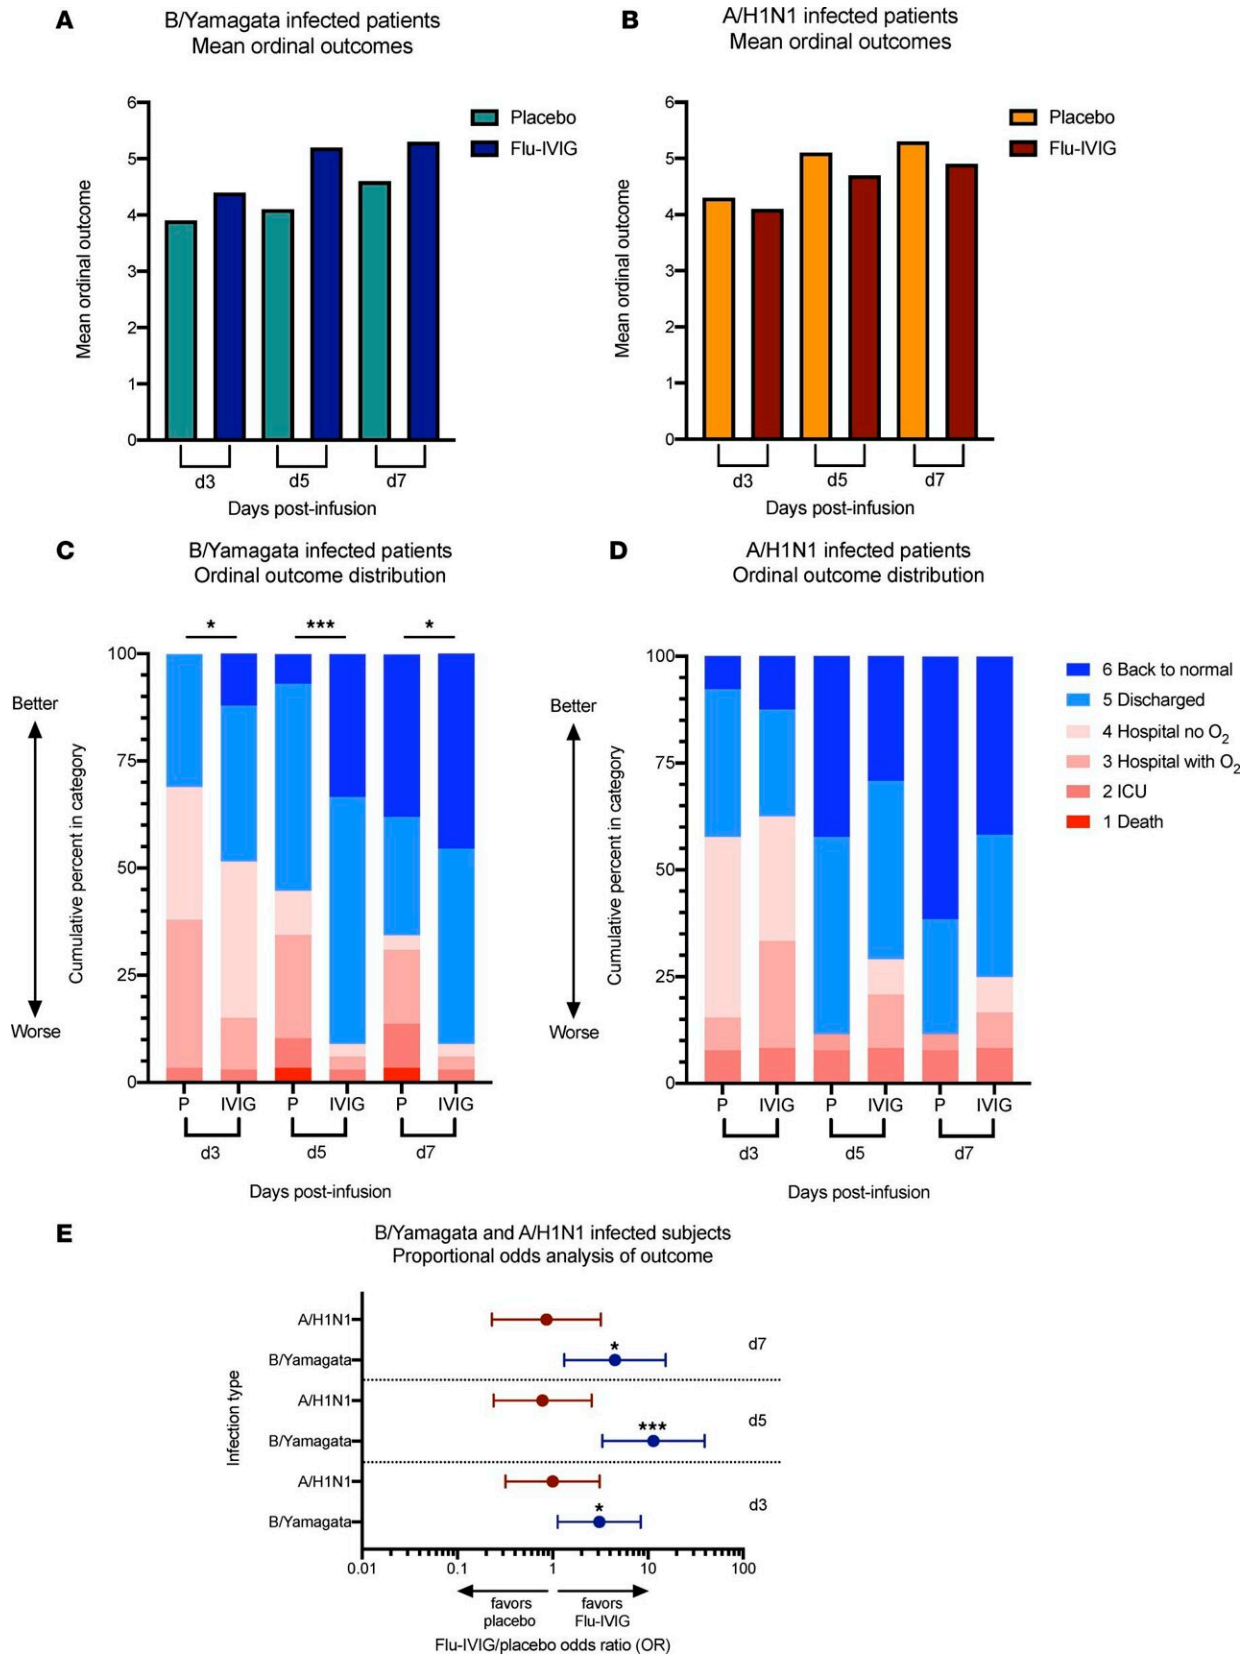 A
B/Yamagata infected patients
Mean ordinal outcomes
6
5
4
3
2
1
0
Mean ordinal outcome
Placebo
Flu-IVIG
d3 d5 d7
Days post-infusion
B
A/H1N1 infected patients
Mean ordinal outcomes
6
5
4
3
2
1
0
Mean ordinal outcome
Placebo
Flu-IVIG
d3 d5 d7
Days post-infusion
C
B/Yamagata infected patients
Ordinal outcome distribution
* *** *
Better
Worse
Cumulative percent in category
100
75
50
25
0
P IVIG P IVIG P IVIG
d3 d5 d7
Days post-infusion
D
A/H1N1 infected patients
Ordinal outcome distribution
Better
Worse
Cumulative percent in category
100
75
50
25
0
P IVIG P IVIG P IVIG
d3 d5 d7
Days post-infusion
6 Back to normal
5 Discharged
4 Hospital no O₂
3 Hospital with O₂
2 ICU
1 Death
E
B/Yamagata and A/H1N1 infected subjects
Proportional odds analysis of outcome
Infection type
A/H1N1
* d7
B/Yamagata
A/H1N1
*** d5
B/Yamagata
A/H1N1
* d3
B/Yamagata
0.01 0.1 1 10 100
favors favors
placebo Flu-IVIG
Flu-IVIG/placebo odds ratio (OR)